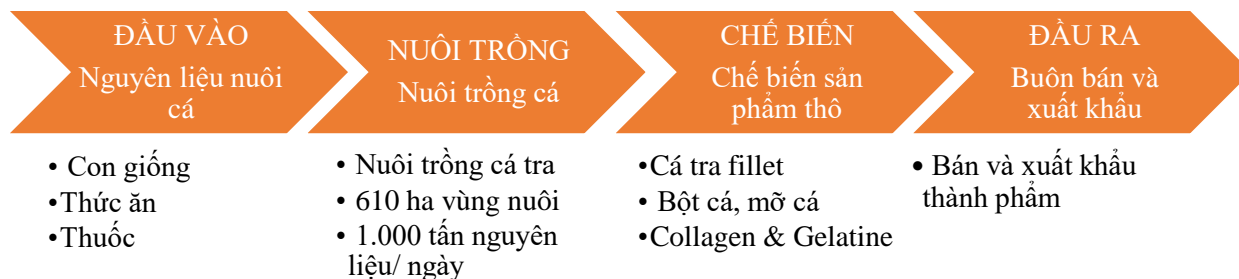 ĐẦU VÀO
Nguyên liệu nuôi
cá
• Con giống
•Thức ăn
•Thuốc
NUÔI TRỒNG
Nuôi trồng cá
• Nuôi trồng cá tra
• 610 ha vùng nuôi
• 1.000 tấn nguyên
liệu/ ngày
CHẾ BIẾN
Chế biến sản
phẩm thô
•Cá tra fillet
• Bột cá, mỡ cá
•Collagen & Gelatine
ĐẦU RA
Buôn bán và
xuất khẩu
• Bán và xuất khẩu
thành phẩm